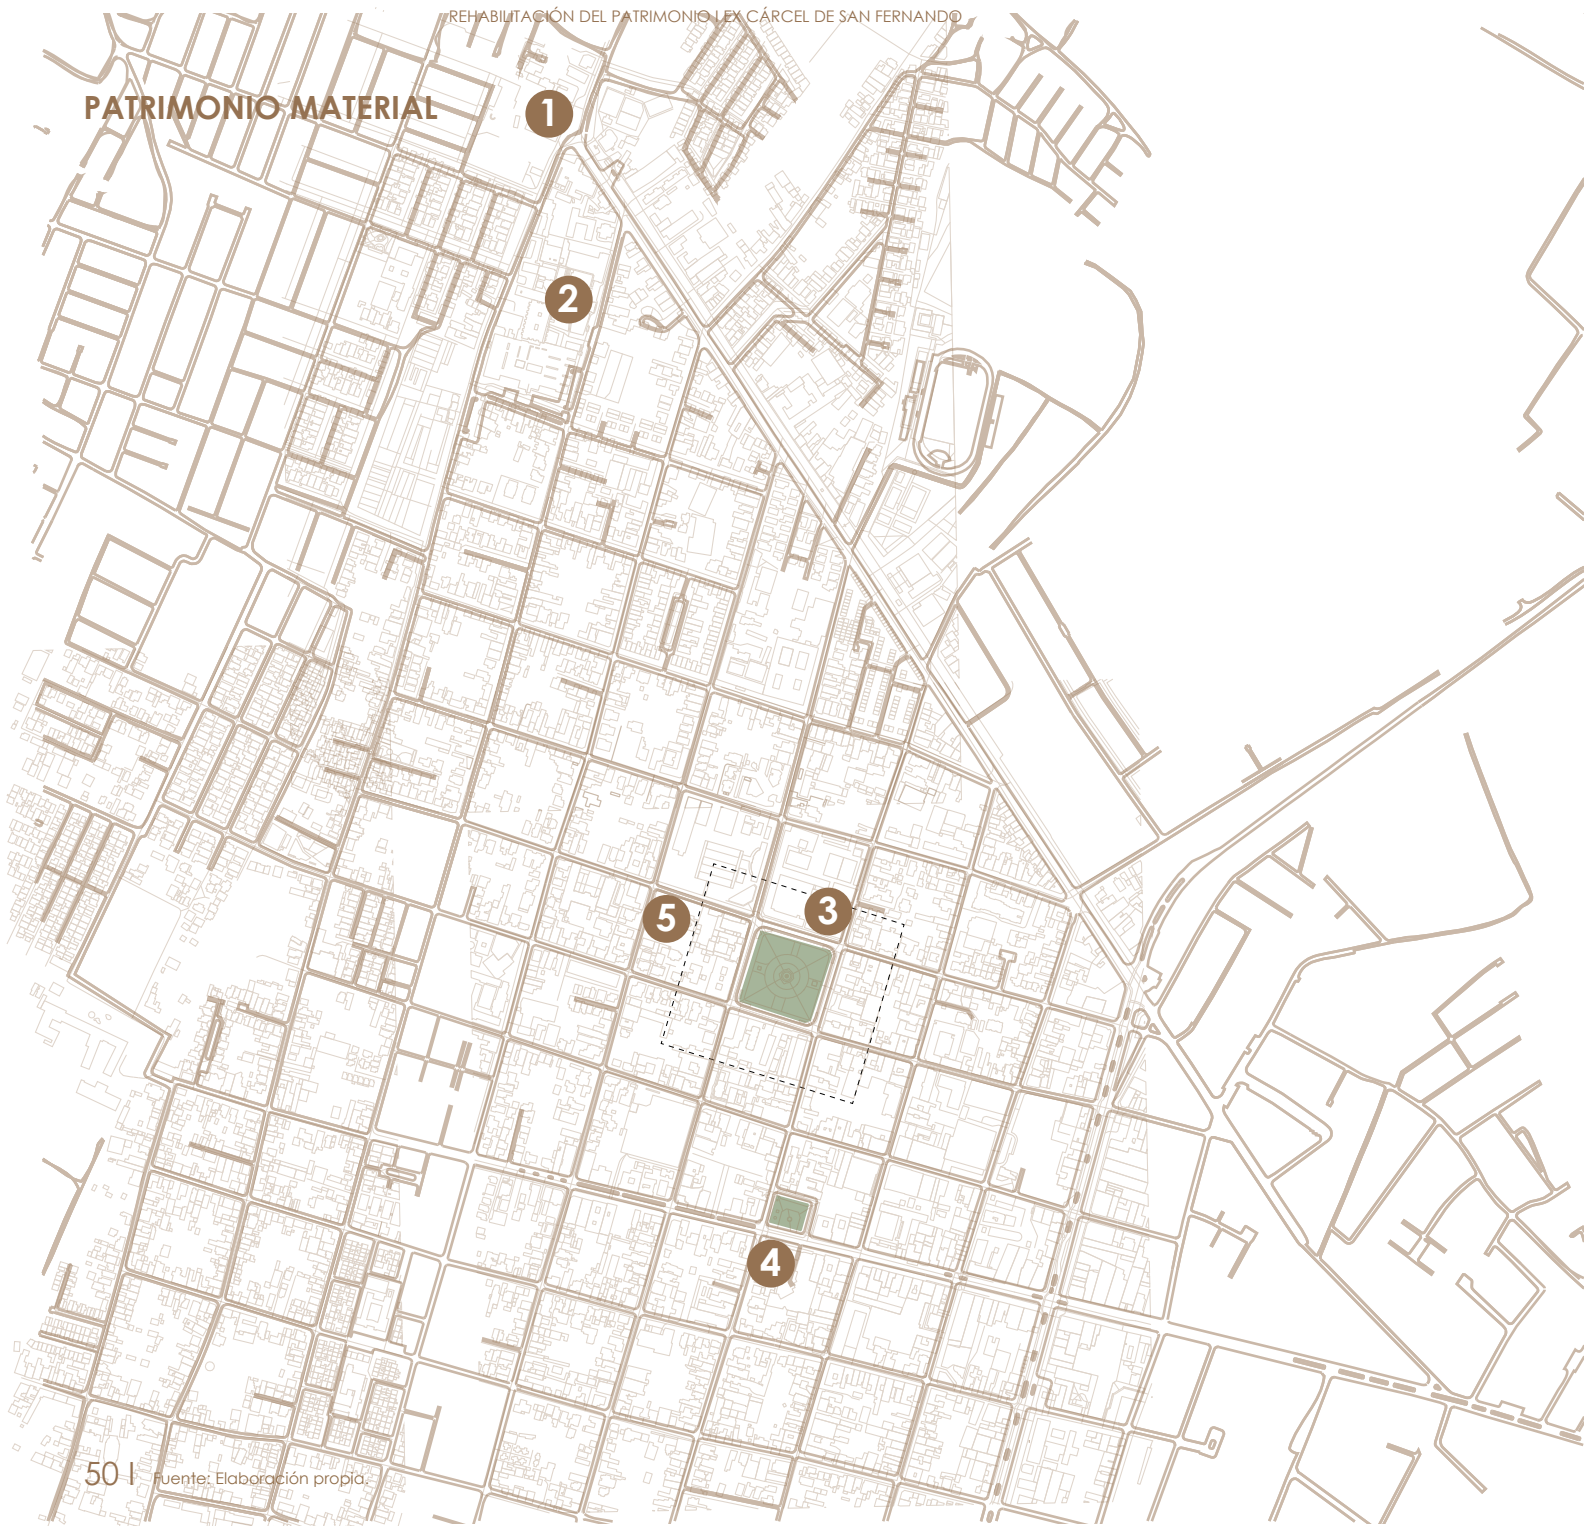 REHABILITACIÓN DEL PATRIMONIO I EX CÁRCEL DE SAN FERNANDO
PATRIMONIO MATERIAL
1
2
3
5
4
50 I Fuente: Elaboración propia.